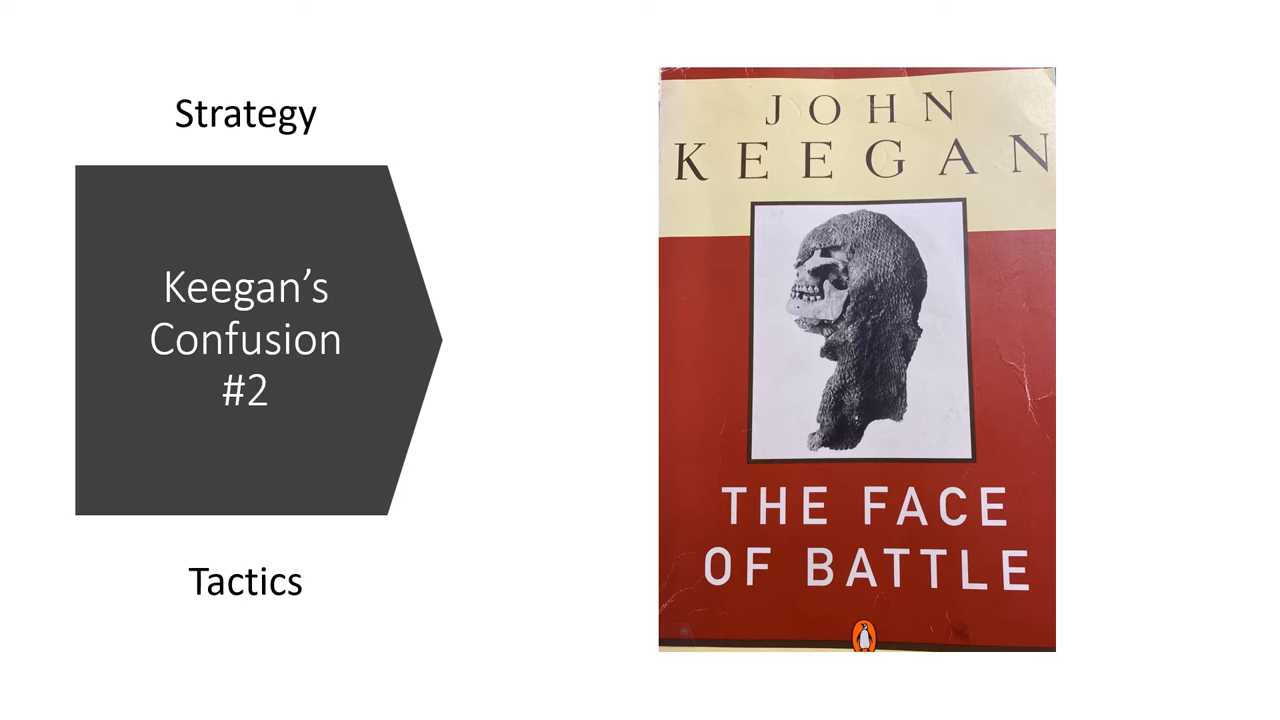 Strategy
Keegan's
Confusion
#2
Tactics
JOHN
KEEGAN
THE FACE
OF BATTLE